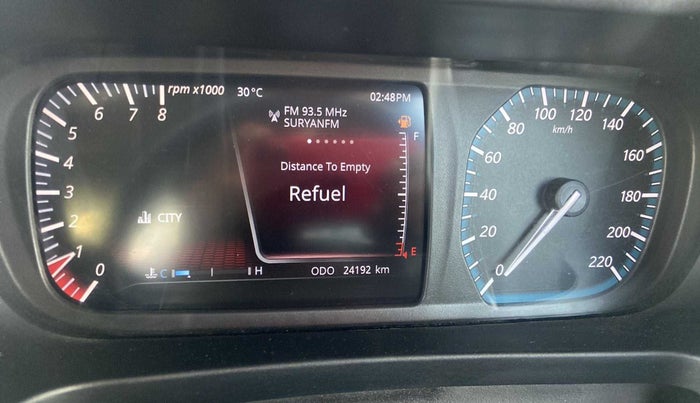 rpm x1000
30°C
02:48PM
FM 93.5 MHz
SURYANFM
Distance To Empty
Refuel
CITY
F
E
C H
ODO 24192 km
0 1 2 3 4 5 6 7 8
0 20 40 60 80 100 120 140 160 180 200 220
km/h